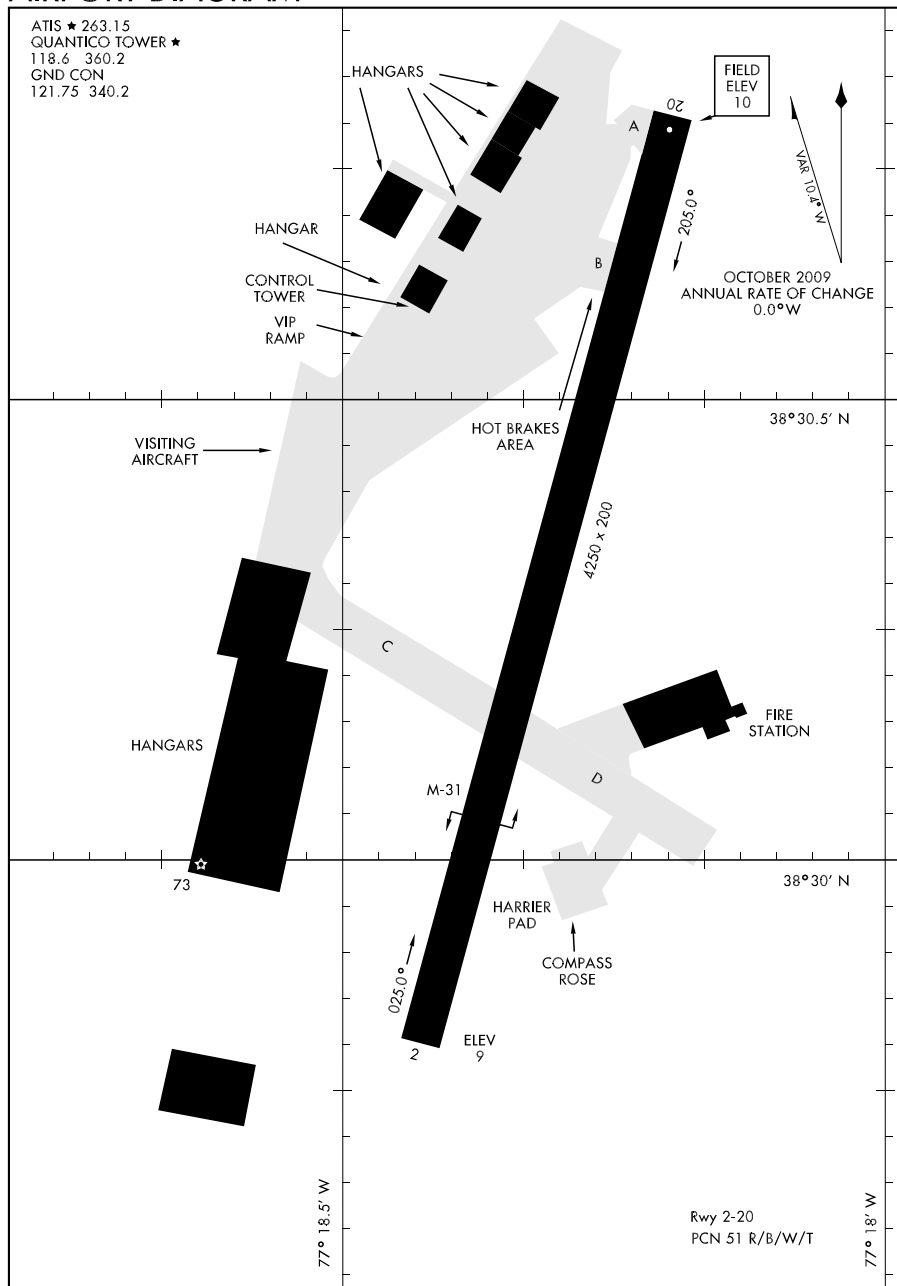 AIRPORT DIAGRAM
ATIS ★ 263.15
QUANTICO TOWER ★
118.6 360.2
GND CON
121.75 340.2
HANGARS
FIELD
ELEV
10
20
A
VAR 10.4° W
205.0°
HANGAR
B
CONTROL
TOWER
OCTOBER 2009
ANNUAL RATE OF CHANGE
0.0° W
VIP
RAMP
38° 30.5' N
HOT BRAKES
AREA
VISITING
AIRCRAFT
4250 x 200
C
FIRE
STATION
HANGARS
D
M-31
73
38° 30' N
HARRIER
PAD
COMPASS
ROSE
025.0°
2
ELEV
9
77° 18.5' W
77° 18' W
Rwy 2-20
PCN 51 R/B/W/T